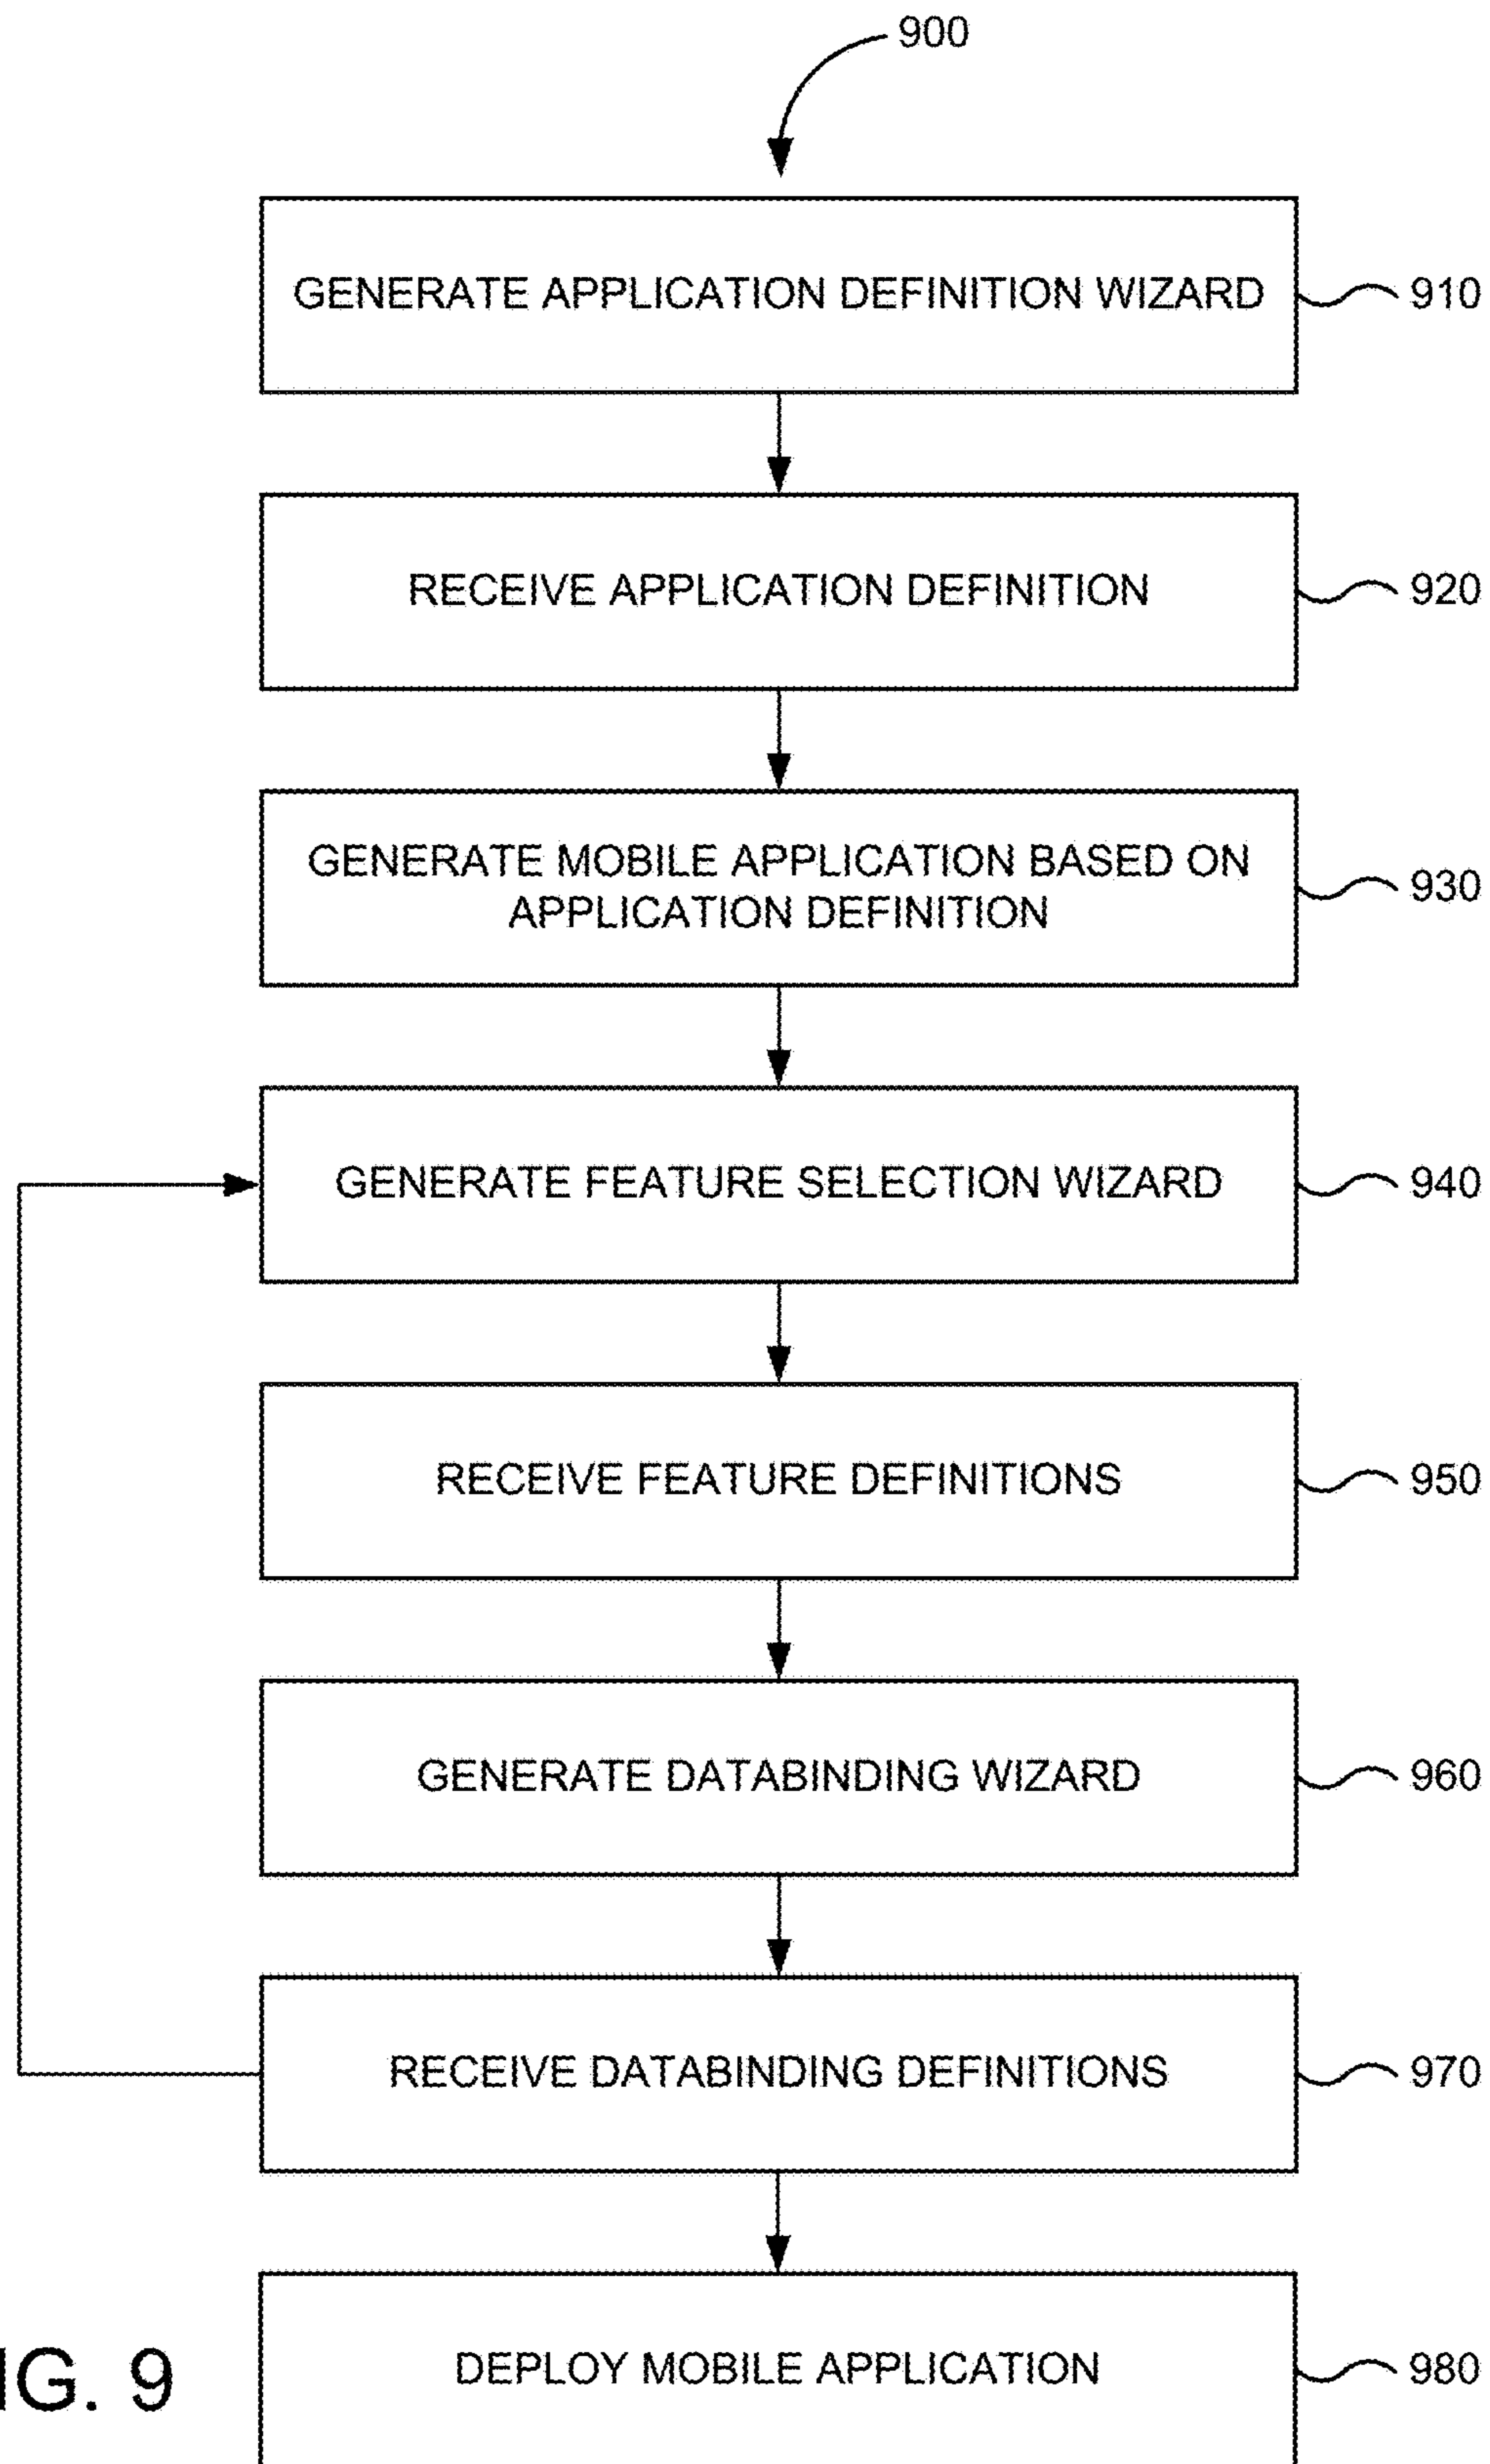 900
GENERATE APPLICATION DEFINITION WIZARD
910
RECEIVE APPLICATION DEFINITION
920
GENERATE MOBILE APPLICATION BASED ON
APPLICATION DEFINITION
930
GENERATE FEATURE SELECTION WIZARD
940
RECEIVE FEATURE DEFINITIONS
950
GENERATE DATABINDING WIZARD
960
RECEIVE DATABINDING DEFINITIONS
970
DEPLOY MOBILE APPLICATION
980
IG. 9